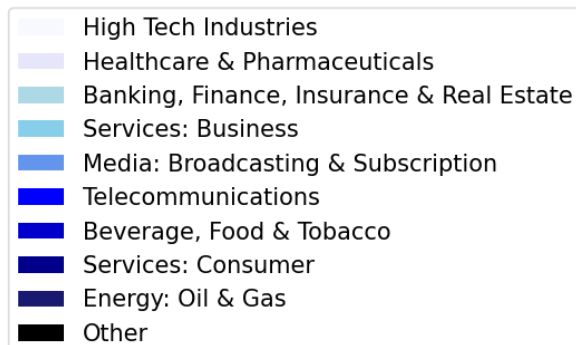 High Tech Industries
Healthcare & Pharmaceuticals
Banking, Finance, Insurance & Real Estate
Services: Business
Media: Broadcasting & Subscription
Telecommunications
Beverage, Food & Tobacco
Services: Consumer
Energy: Oil & Gas
Other